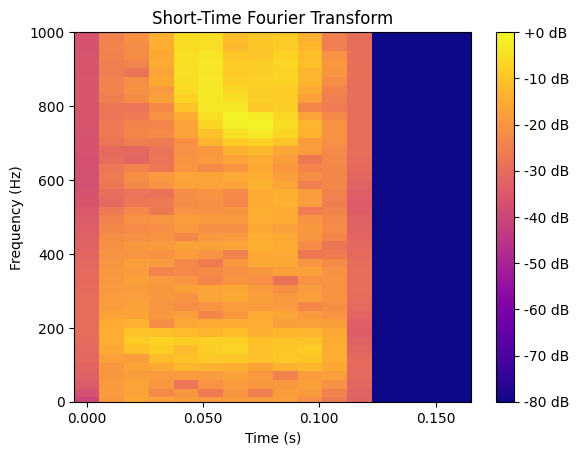 Short-Time Fourier Transform
1000
800
600
400
200
0
Frequency (Hz)
0.000
0.050
0.100
0.150
Time (s)
+0 dB
-10 dB
-20 dB
-30 dB
-40 dB
-50 dB
-60 dB
-70 dB
-80 dB